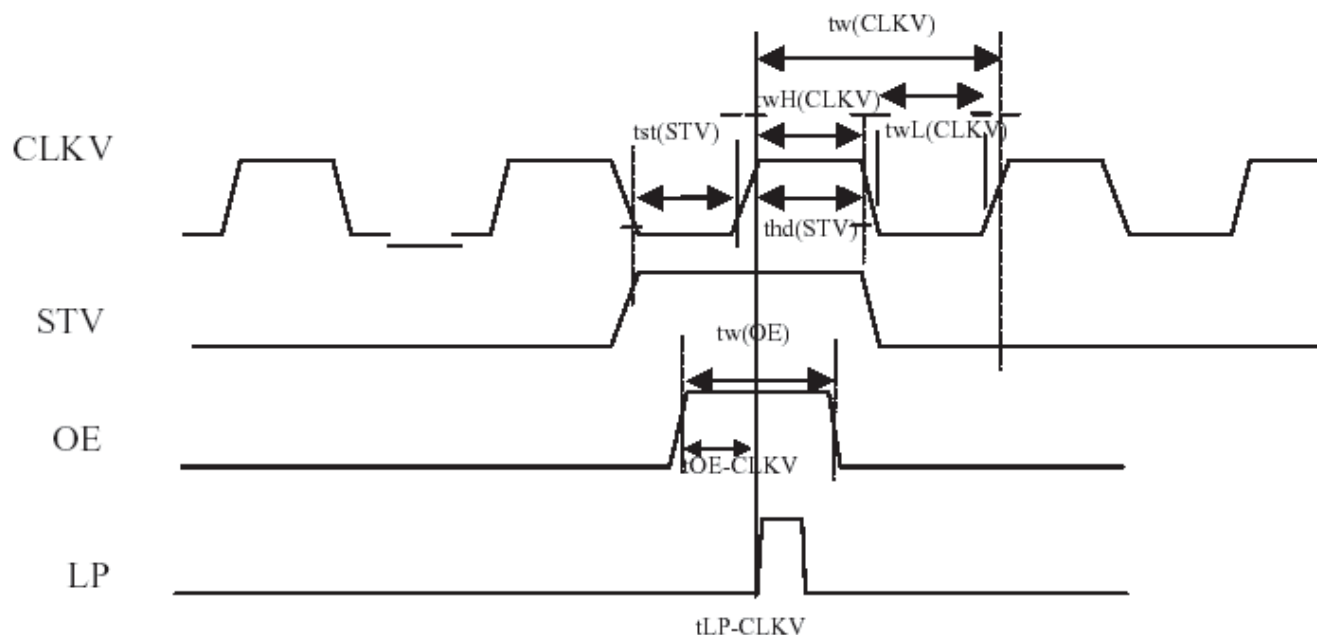 tw(CLKV)
twH(CLKV)
tst(STV)
twL(CLKV)
CLKV
thd(STV)
STV
tw(OE)
OE
tOE-CLKV
LP
tLP-CLKV